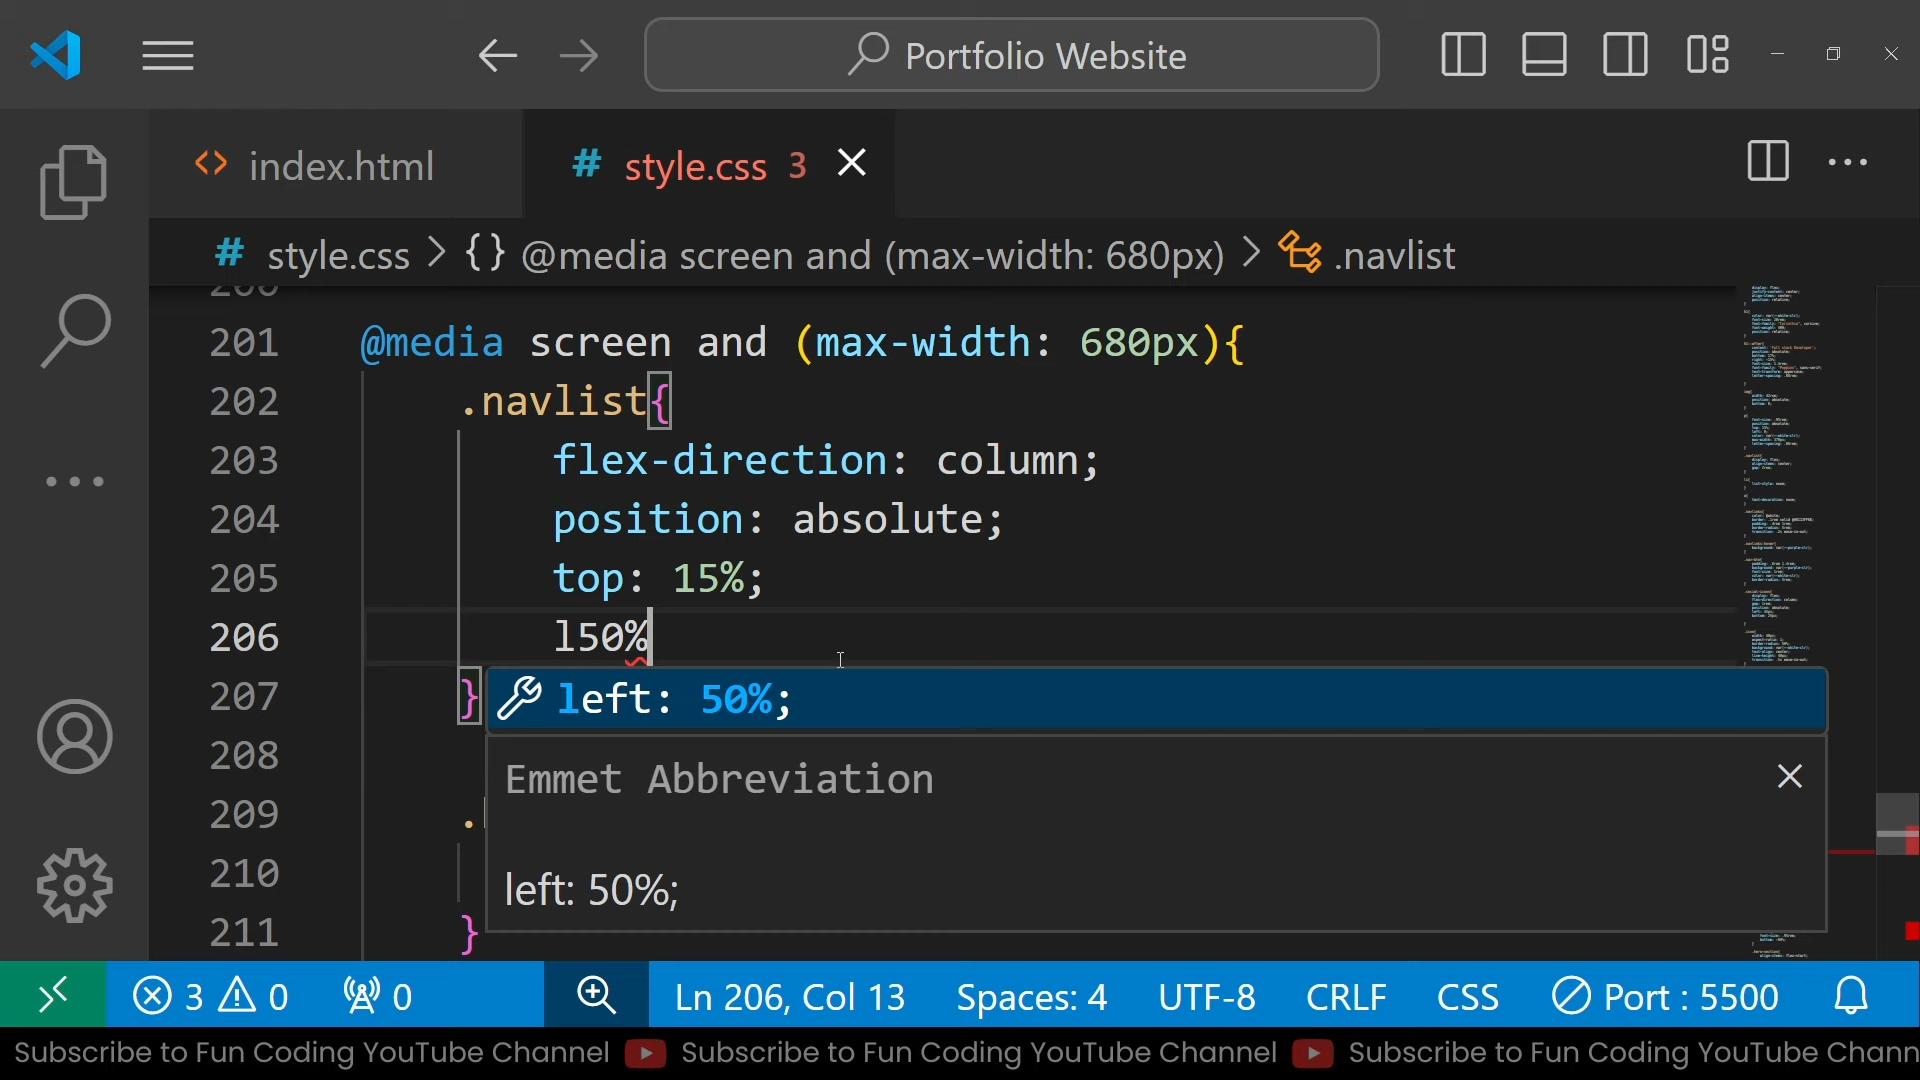 Portfolio Website
index.html
# style.css 3
# style.css > {} @media screen and (max-width: 680px) > .navlist
200
201 @media screen and (max-width: 680px){
202 .navlist{
203 flex-direction: column;
204 position: absolute;
205 top: 15%;
206 l50%
207 }
left: 50%;
208
Emmet Abbreviation
209 .
210
left: 50%;
211 }
3 0 0 Ln 206, Col 13 Spaces: 4 UTF-8 CRLF CSS Port : 5500
Subscribe to Fun Coding YouTube Channel Subscribe to Fun Coding YouTube Channel Subscribe to Fun Coding YouTube Chann